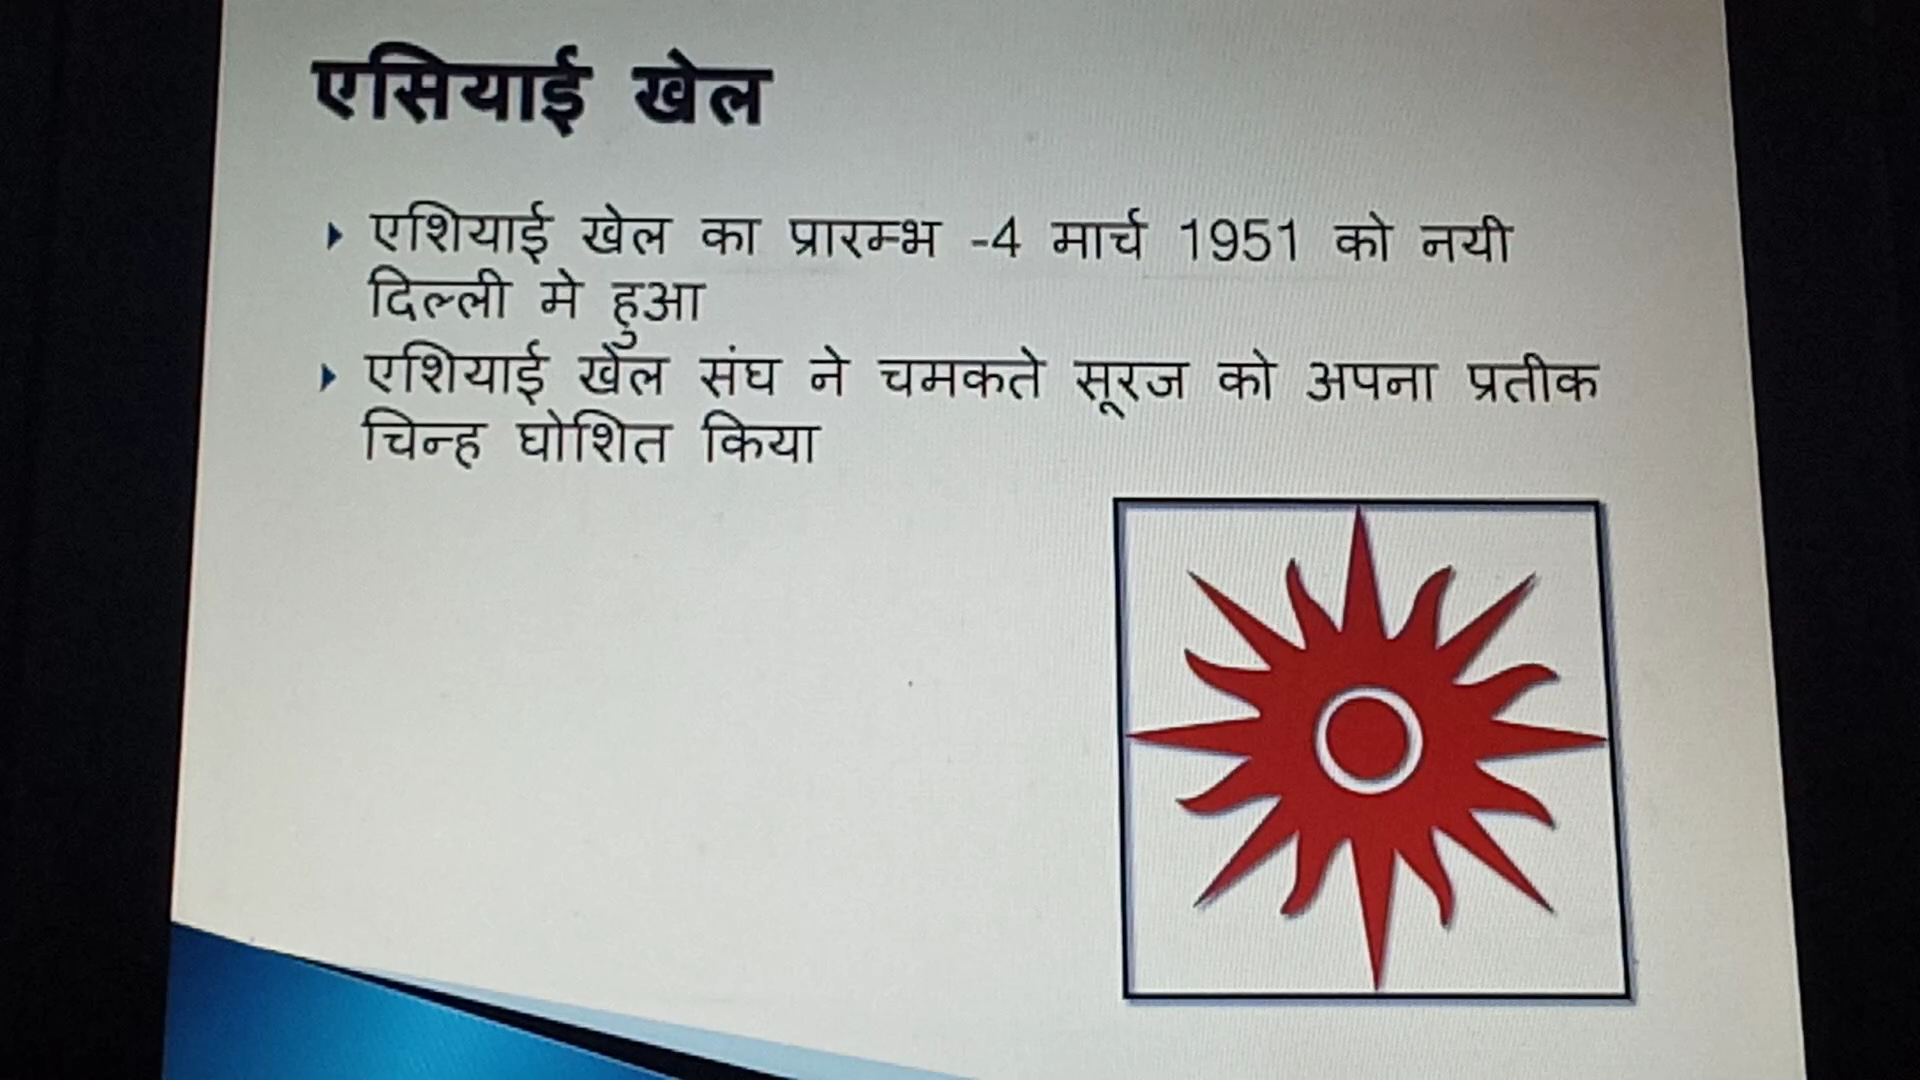 एसियाई खेल
एशियाई खेल का प्रारम्भ -4 मार्च 1951 को नयी
दिल्ली मे हुआ
एशियाई खेल संघ ने चमकते सूरज को अपना प्रतीक
चिन्ह घोशित किया